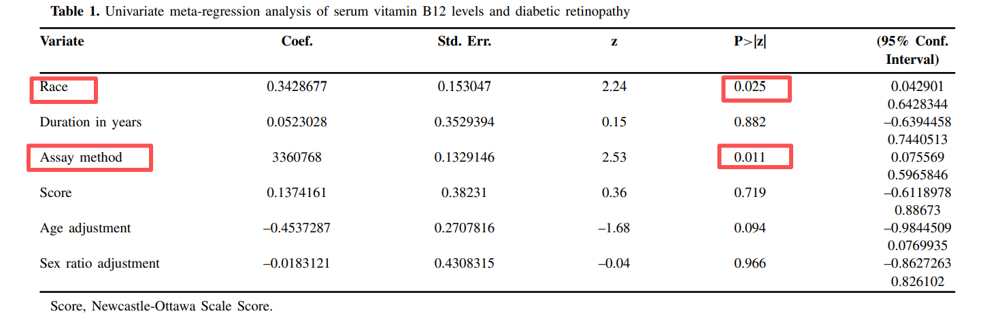 Table 1. Univariate meta-regression analysis of serum vitamin B12 levels and diabetic retinopathy
Variate Coef. Std. Err. z P>|z| (95% Conf.
Interval)
Race 0.3428677 0.153047 2.24 0.025 0.042901
0.6428344
Duration in years 0.0523028 0.3529394 0.15 0.882 –0.6394458
0.7440513
Assay method 3360768 0.1329146 2.53 0.011 0.075569
0.5965846
Score 0.1374161 0.38231 0.36 0.719 –0.6118978
0.88673
Age adjustment –0.4537287 0.2707816 –1.68 0.094 –0.9844509
0.0769935
Sex ratio adjustment –0.0183121 0.4308315 –0.04 0.966 –0.8627263
0.826102
Score, Newcastle-Ottawa Scale Score.